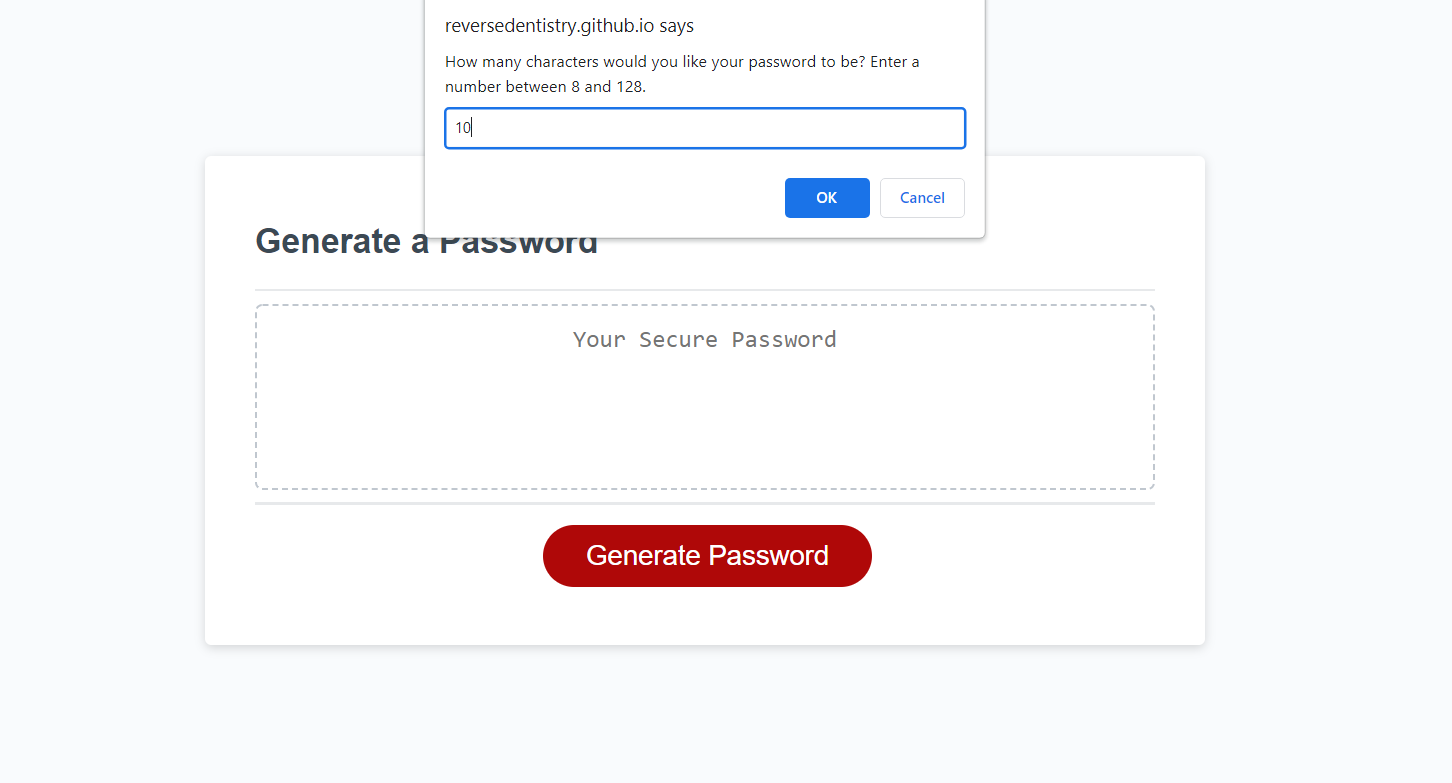 reversedentistry.github.io says
How many characters would you like your password to be? Enter a
number between 8 and 128.
10
OK
Cancel
Generate a Password
Your Secure Password
Generate Password